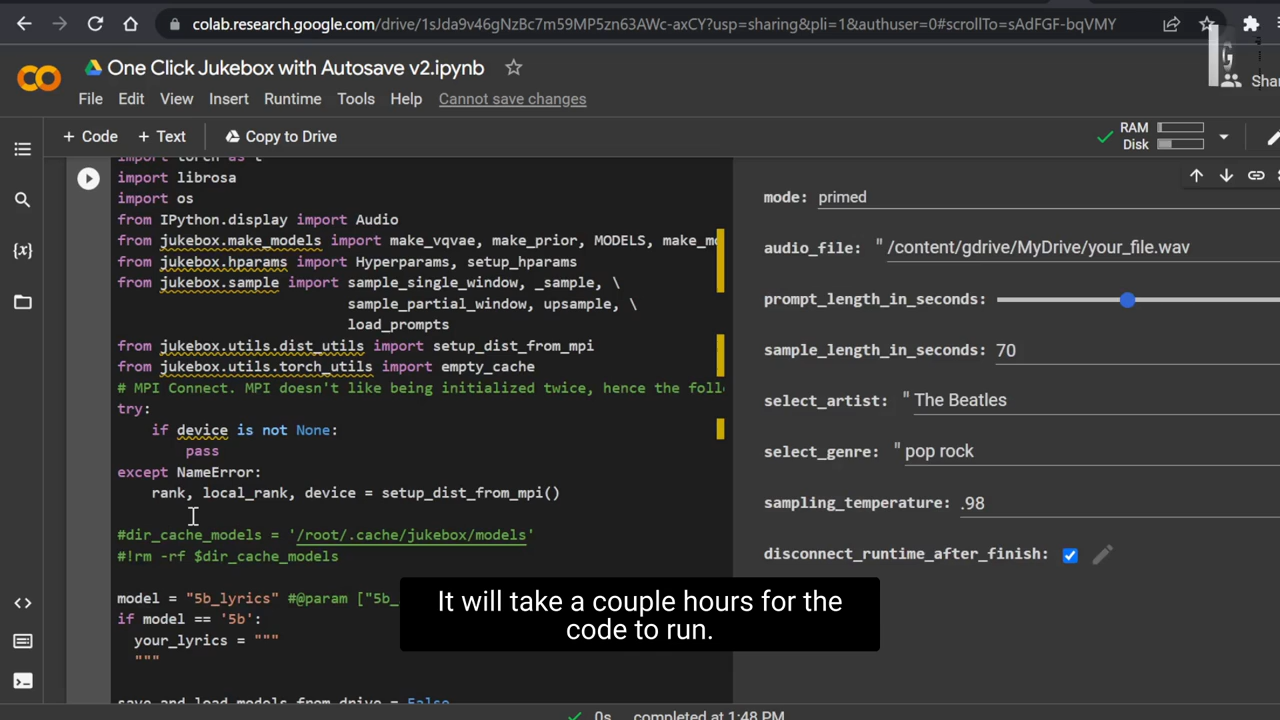 colab.research.google.com/drive/1sJda9v46gNzBc7m59MP5zn63AWc-axCY?usp=sharing&pli=1&authuser=0#scrollTo=sAdFGF-bqVMY
One Click Jukebox with Autosave v2.ipynb
File Edit View Insert Runtime Tools Help Cannot save changes
Shar
+ Code + Text Copy to Drive
RAM
Disk
import torch as t
import librosa
import os
from IPython.display import Audio
from jukebox.make_models import make_vqvae, make_prior, MODELS, make_mo
from jukebox.hparams import Hyperparams, setup_hparams
from jukebox.sample import sample_single_window, _sample, \
sample_partial_window, upsample, \
load_prompts
from jukebox.utils.dist_utils import setup_dist_from_mpi
from jukebox.utils.torch_utils import empty_cache
# MPI Connect. MPI doesn't like being initialized twice, hence the foll
try:
if device is not None:
pass
except NameError:
rank, local_rank, device = setup_dist_from_mpi()
#dir_cache_models = '/root/.cache/jukebox/models'
#!rm -rf $dir_cache_models
model = "5b_lyrics" #@param ["5b_
if model == '5b':
your_lyrics = """
"""
save_and_load_models_from_drive = False
mode: primed
audio_file: "/content/gdrive/MyDrive/your_file.wav
prompt_length_in_seconds:
sample_length_in_seconds: 70
select_artist: "The Beatles
select_genre: "pop rock
sampling_temperature: .98
disconnect_runtime_after_finish:
It will take a couple hours for the
code to run.
0s completed at 1:48 PM